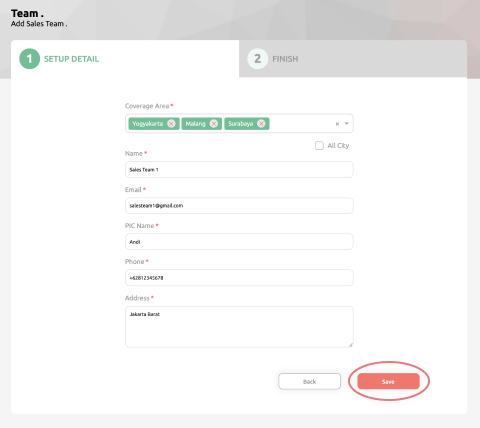 Team .
Add Sales Team .
1 SETUP DETAIL
2 FINISH
Coverage Area *
Yogyakarta Malang Surabaya
All City
Name *
Sales Team 1
Email *
salesteam1@gmail.com
PIC Name *
Andi
Phone *
+62812345678
Address *
Jakarta Barat
Back Save